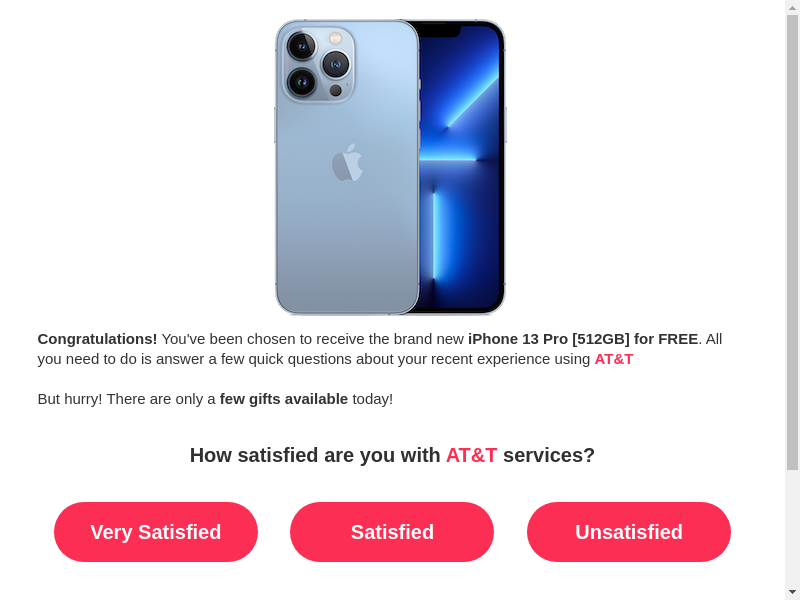 Congratulations! You've been chosen to receive the brand new iPhone 13 Pro [512GB] for FREE. All
you need to do is answer a few quick questions about your recent experience using AT&T
But hurry! There are only a few gifts available today!
How satisfied are you with AT&T services?
Very Satisfied
Satisfied
Unsatisfied